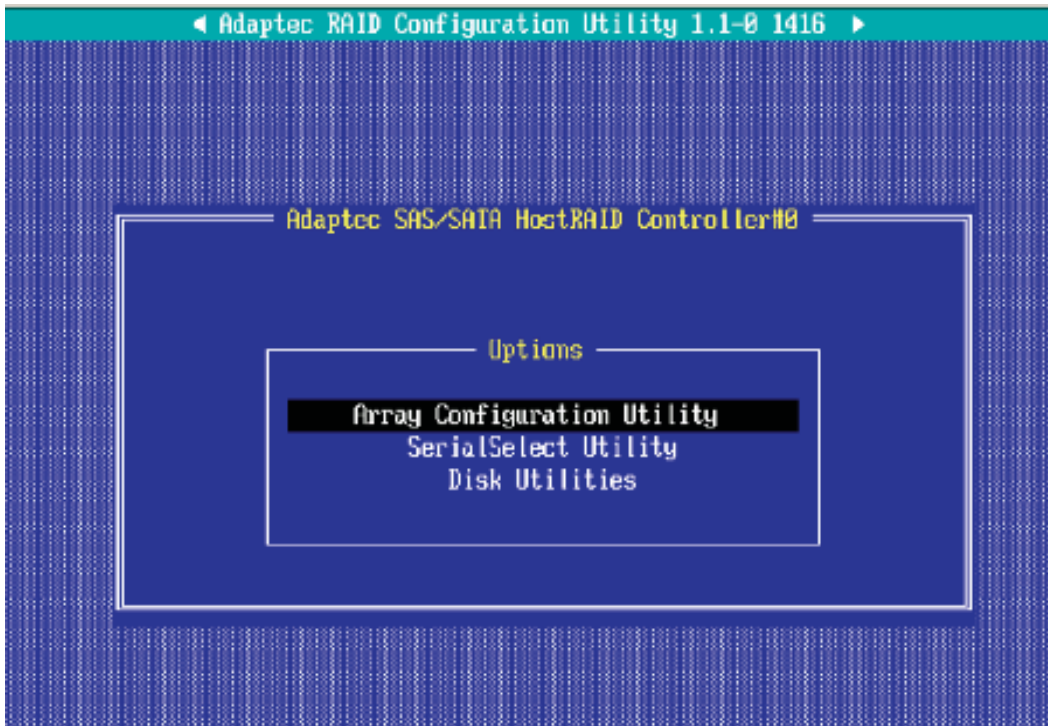 ◄ Adaptec RAID Configuration Utility 1.1-0 1416 ►
Adaptec SAS/SATA HostRAID Controller#0
Options
Array Configuration Utility
SerialSelect Utility
Disk Utilities